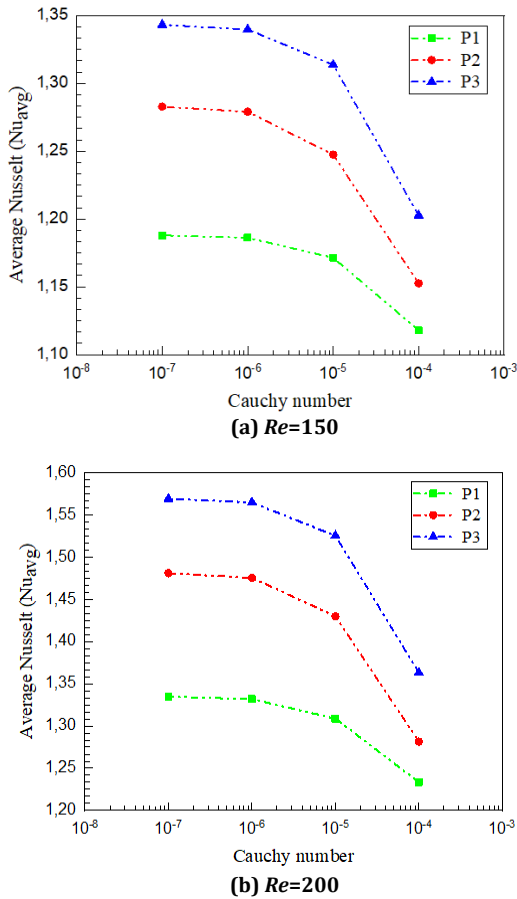 1,35
1,30
1,25
1,20
1,15
1,10
Average Nusselt (Nuavg)
P1
P2
P3
10-8
10-7
10-6
10-5
10-4
10-3
Cauchy number
(a) Re=150
1,60
1,55
1,50
1,45
1,40
1,35
1,30
1,25
1,20
Average Nusselt (Nuavg)
P1
P2
P3
10-8
10-7
10-6
10-5
10-4
10-3
Cauchy number
(b) Re=200